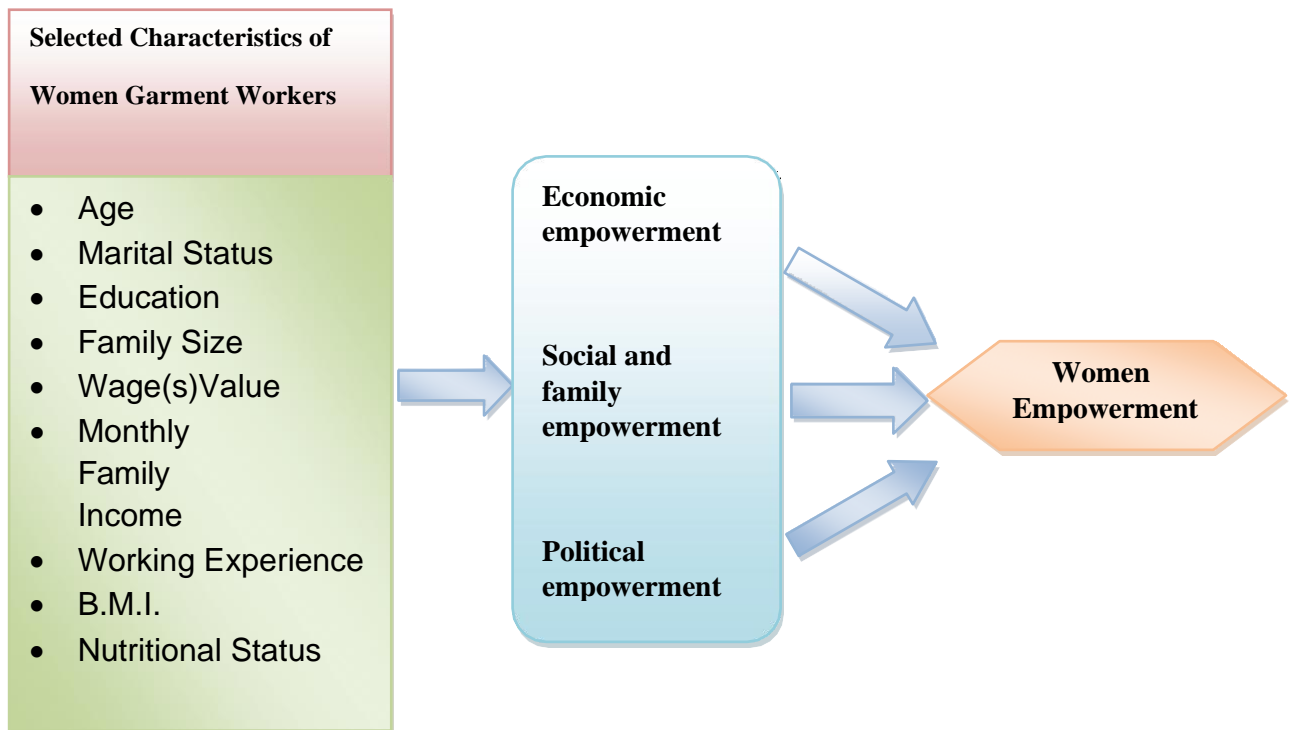 Selected Characteristics of
Women Garment Workers
• Age
• Marital Status
• Education
• Family Size
• Wage(s)Value
• Monthly
Family
Income
• Working Experience
• B.M.I.
• Nutritional Status
Economic
empowerment
Social and
family
empowerment
Political
empowerment
Women
Empowerment